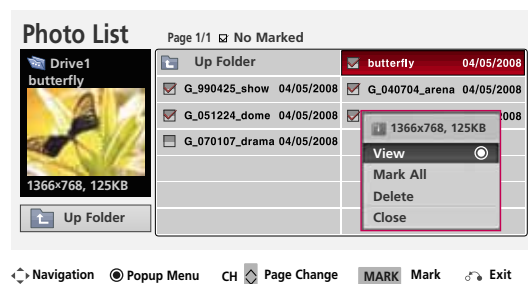 Photo List
Page 1/1 No Marked
Drive1
butterfly
1366×768, 125KB
Up Folder
Up Folder
butterfly 04/05/2008
G_990425_show 04/05/2008
G_040704_arena 04/05/2008
G_051224_dome 04/05/2008
/2008
G_070107_drama 04/05/2008
1366x768, 125KB
View
Mark All
Delete
Close
Navigation
Popup Menu
CH Page Change
MARK Mark
Exit